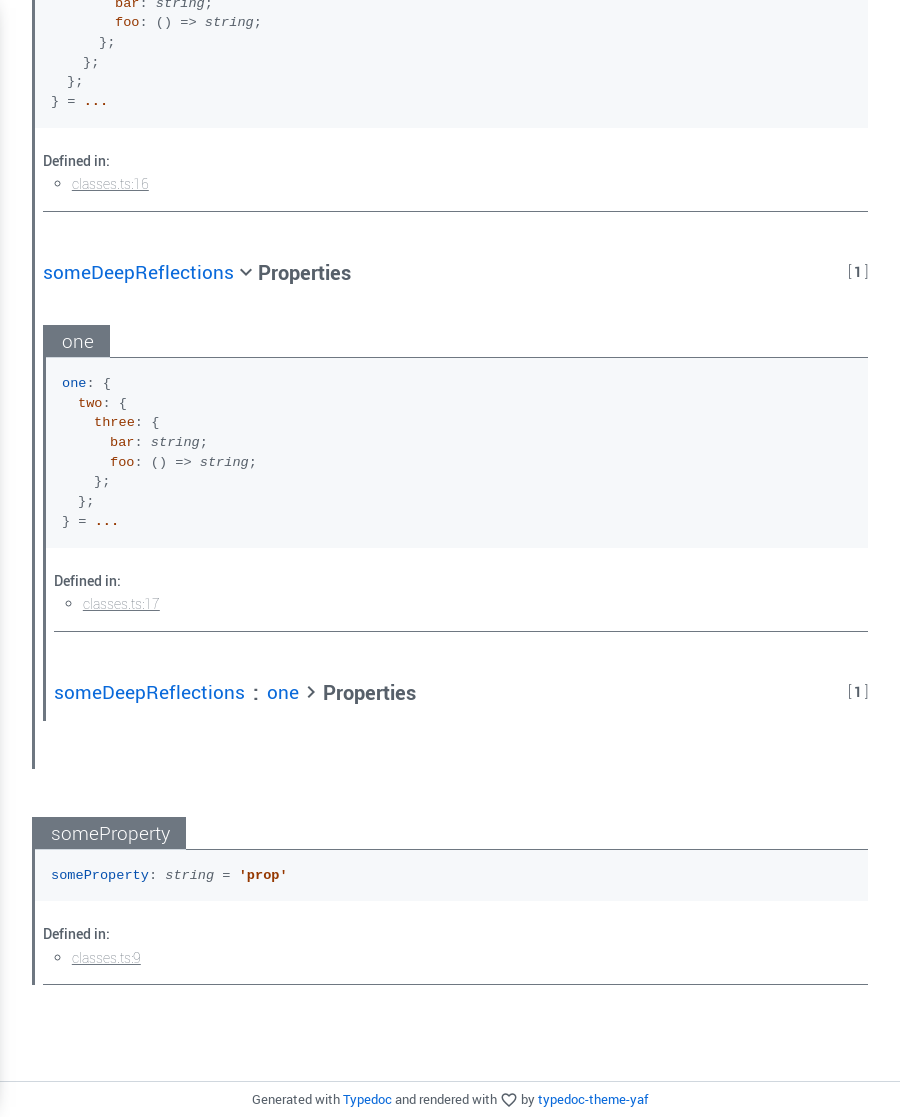 bar: string;
foo: () => string;
};
};
};
} = ...
Defined in:
classes.ts:16
someDeepReflections Properties [1]
one
one: {
two: {
three: {
bar: string;
foo: () => string;
};
};
} = ...
Defined in:
classes.ts:17
someDeepReflections : one Properties [1]
someProperty
someProperty: string = 'prop'
Defined in:
classes.ts:9
Generated with Typedoc and rendered with by typedoc-theme-yaf